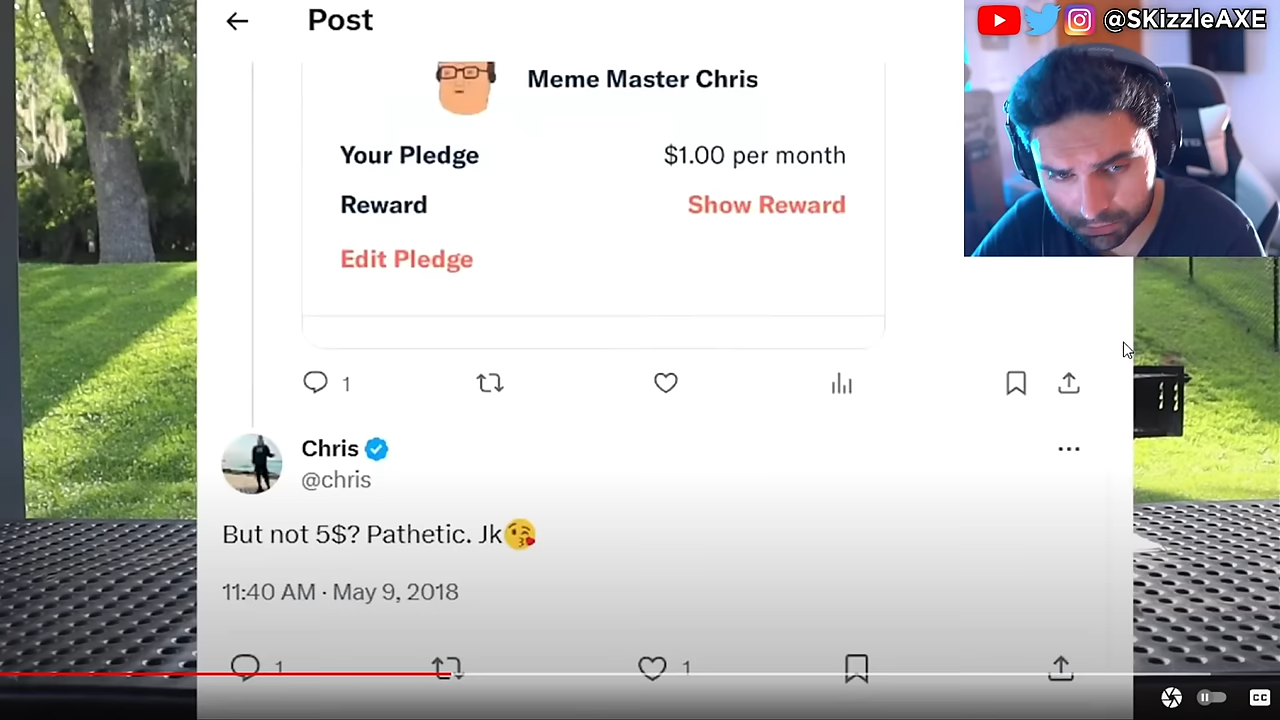 Post
@SKizzleAXE
Meme Master Chris
Your Pledge $1.00 per month
Reward Show Reward
Edit Pledge
1
Chris
@chris
But not 5$? Pathetic. Jk😘
11:40 AM · May 9, 2018
1 1
CC